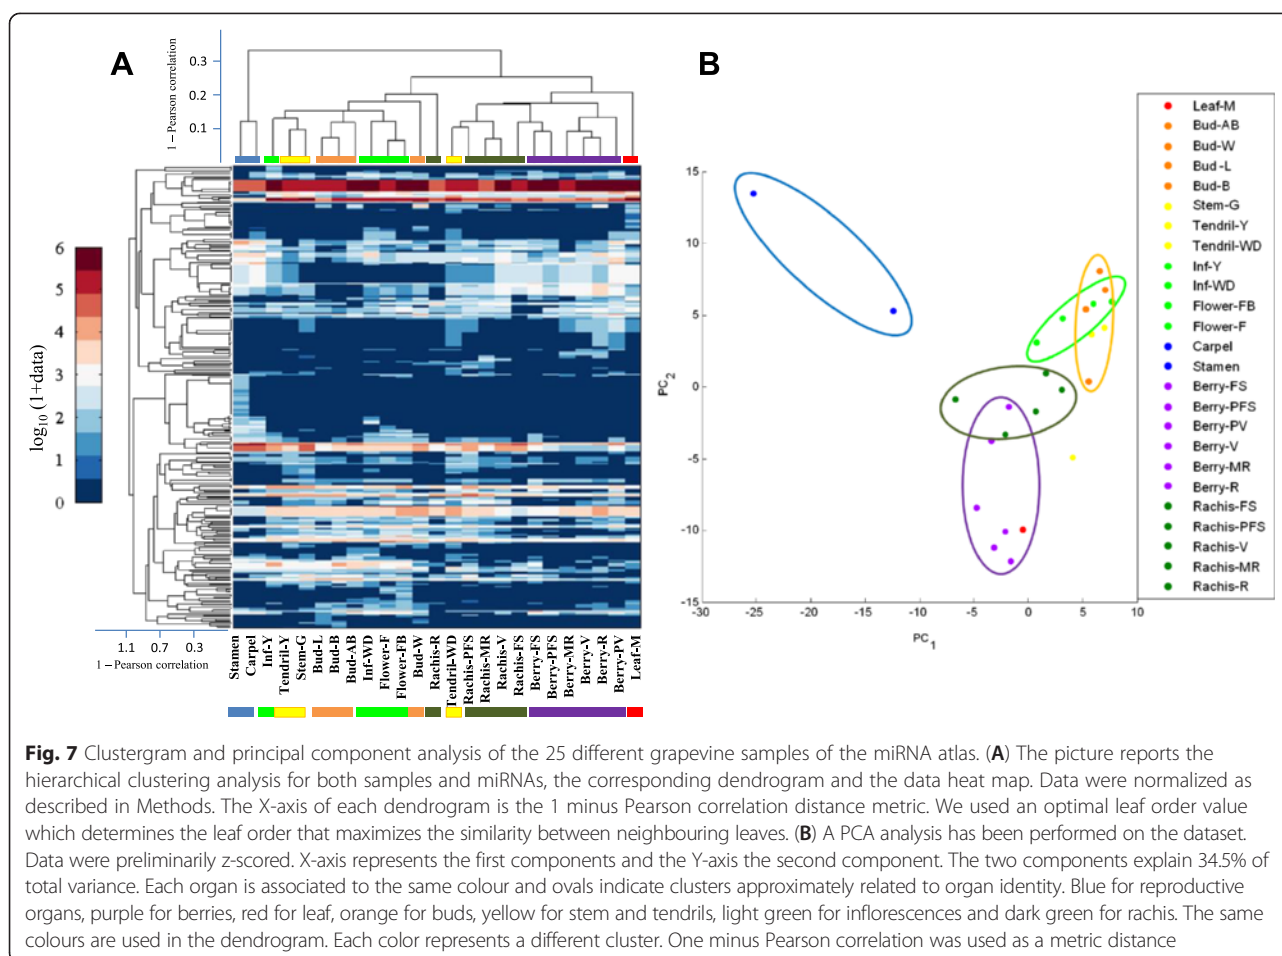 A
B
1 – Pearson correlation
0.3
0.2
0.1
6
5
4
3
2
1
0
log10 (1+data)
1.1 0.7 0.3
1 – Pearson correlation
Stamen
Carpel
Inf-Y
Tendril-Y
Stem-G
Bud-L
Bud-B
Bud-AB
Inf-WD
Flower-F
Flower-FB
Bud-W
Rachis-R
Tendril-WD
Rachis-PFS
Rachis-MR
Rachis-V
Rachis-FS
Berry-FS
Berry-PFS
Berry-MR
Berry-V
Berry-R
Berry-PV
Leaf-M
15
10
5
0
-5
-10
-15
PC2
-30 -25 -20 -15 -10 -5 0 5 10
PC1
Leaf-M
Bud-AB
Bud-W
Bud -L
Bud-B
Stem-G
Tendril-Y
Tendril-WD
Inf-Y
Inf-WD
Flower-FB
Flower-F
Carpel
Stamen
Berry-FS
Berry-PFS
Berry-PV
Berry-V
Berry-MR
Berry-R
Rachis-FS
Rachis-PFS
Rachis-V
Rachis-MR
Rachis-R
Fig. 7 Clustergram and principal component analysis of the 25 different grapevine samples of the miRNA atlas. (A) The picture reports the
hierarchical clustering analysis for both samples and miRNAs, the corresponding dendrogram and the data heat map. Data were normalized as
described in Methods. The X-axis of each dendrogram is the 1 minus Pearson correlation distance metric. We used an optimal leaf order value
which determines the leaf order that maximizes the similarity between neighbouring leaves. (B) A PCA analysis has been performed on the dataset.
Data were preliminarily z-scored. X-axis represents the first components and the Y-axis the second component. The two components explain 34.5% of
total variance. Each organ is associated to the same colour and ovals indicate clusters approximately related to organ identity. Blue for reproductive
organs, purple for berries, red for leaf, orange for buds, yellow for stem and tendrils, light green for inflorescences and dark green for rachis. The same
colours are used in the dendrogram. Each color represents a different cluster. One minus Pearson correlation was used as a metric distance